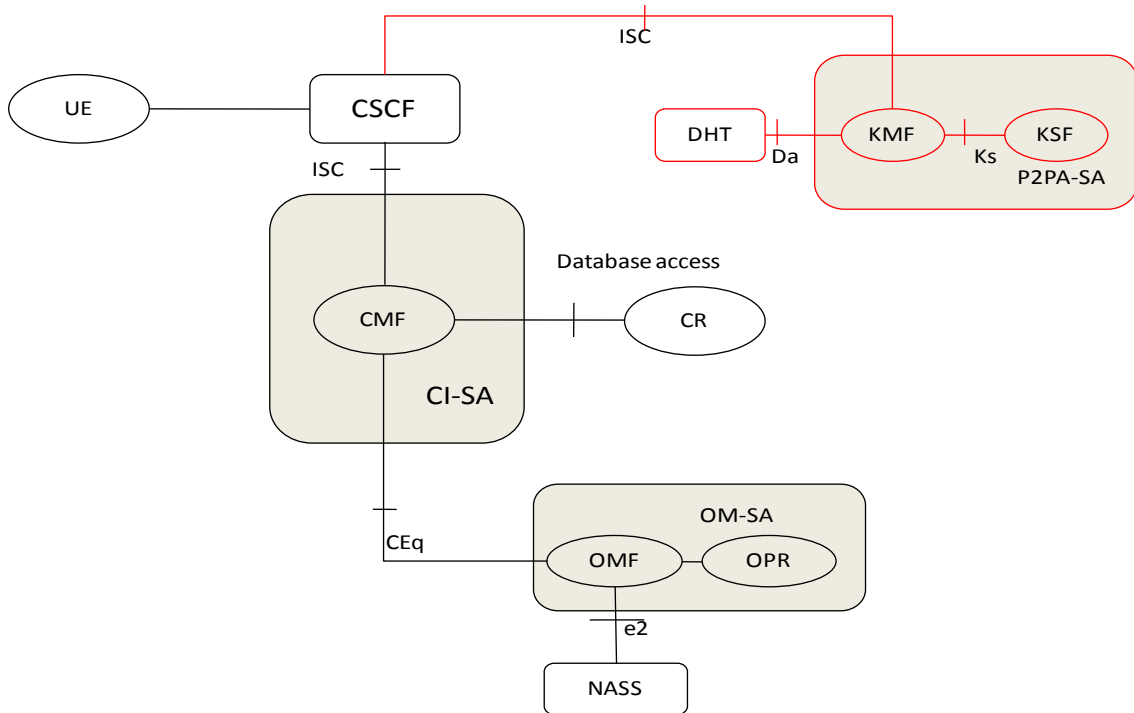 ISC
UE
CSCF
DHT
KMF
KSF
Da
Ks
P2PA-SA
ISC
Database access
CMF
CR
CI-SA
OM-SA
CEq
OMF
OPR
e2
NASS